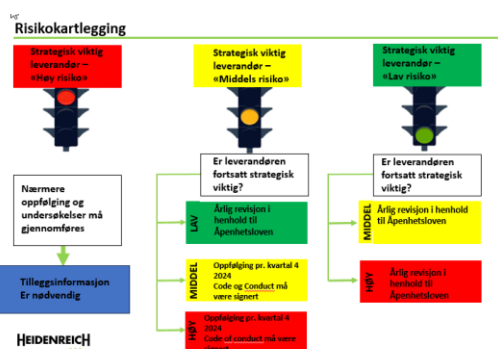 Risikokartlegging
Strategisk viktig
leverandør –
«Høy risiko»
Nærmere
oppfølging og
undersøkelser må
gjennomføres
Tilleggsinformasjon
Er nødvendig
HEIDENREICH
Strategisk viktig
leverandør –
«Middels risiko»
Er leverandøren
fortsatt strategisk
viktig?
LAV
Årlig revisjon i
henhold til
Åpenhetsloven
MIDDEL
Oppfølging pr. kvartal 4
2024
Code og Conduct må
være signert
HØY
Oppfølging pr. kvartal 4
2024
Code of conduct må være
signert
Strategisk viktig
leverandør –
«Lav risiko»
Er leverandøren
fortsatt strategisk
viktig?
MIDDEL
Årlig revisjon i henhold
til Åpenhetsloven
HØY
Årlig revisjon i
henhold til
Åpenhetsloven